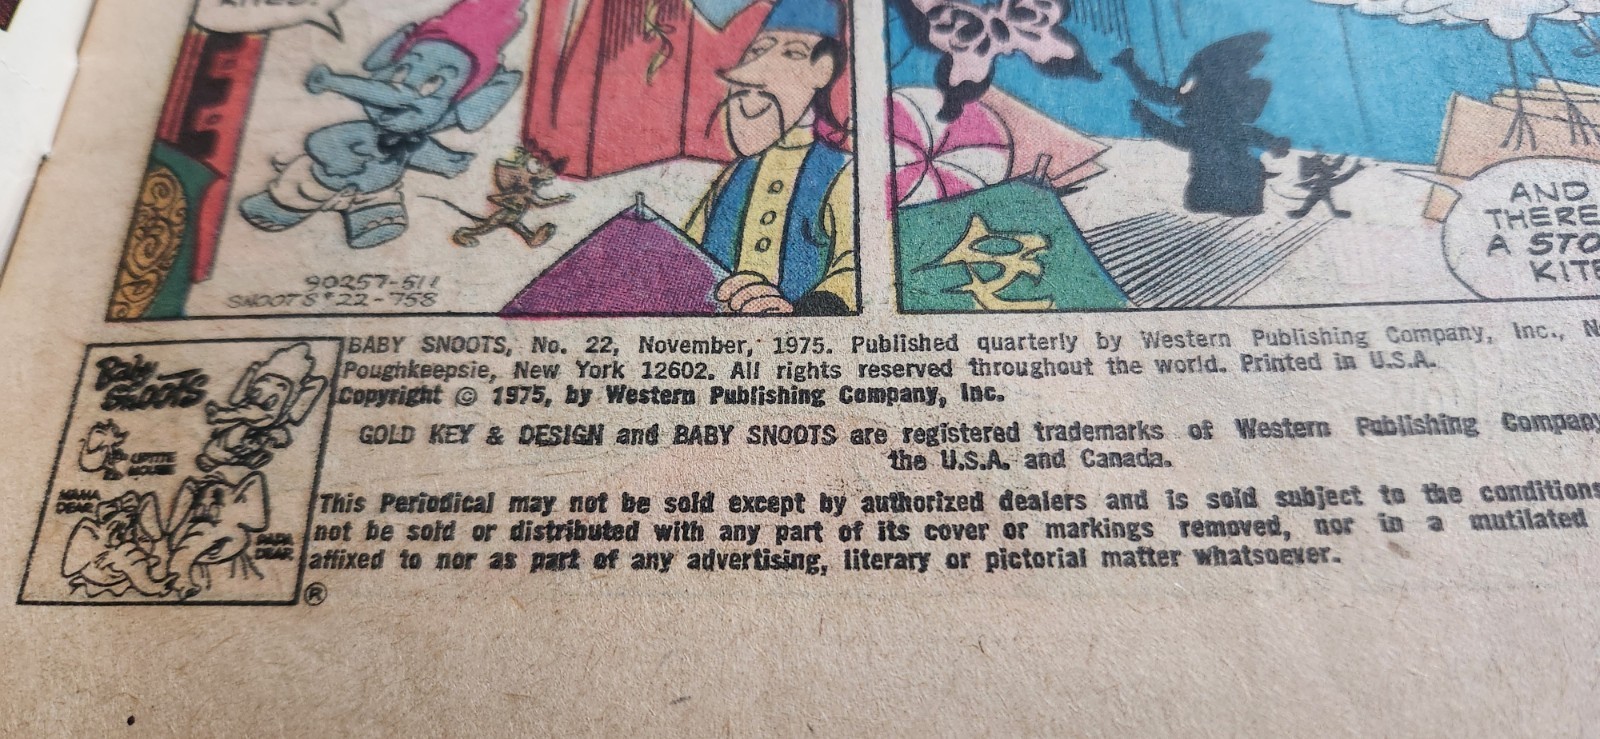 KITES!
AND
THERE
A STO
KITE
90257-511
SNOOTS #22-758
Baby
SNOOTS
UPTITE
MOUSE
MAMA
DEAR
PAPA
DEAR
®
BABY SNOOTS, No. 22, November, 1975. Published quarterly by Western Publishing Company, Inc., N
Poughkeepsie, New York 12602. All rights reserved throughout the world. Printed in U.S.A.
Copyright © 1975, by Western Publishing Company, Inc.
GOLD KEY & DESIGN and BABY SNOOTS are registered trademarks of Western Publishing Company
the U.S.A. and Canada.
This Periodical may not be sold except by authorized dealers and is sold subject to the conditions
not be sold or distributed with any part of its cover or markings removed, nor in a mutilated
affixed to nor as part of any advertising, literary or pictorial matter whatsoever.